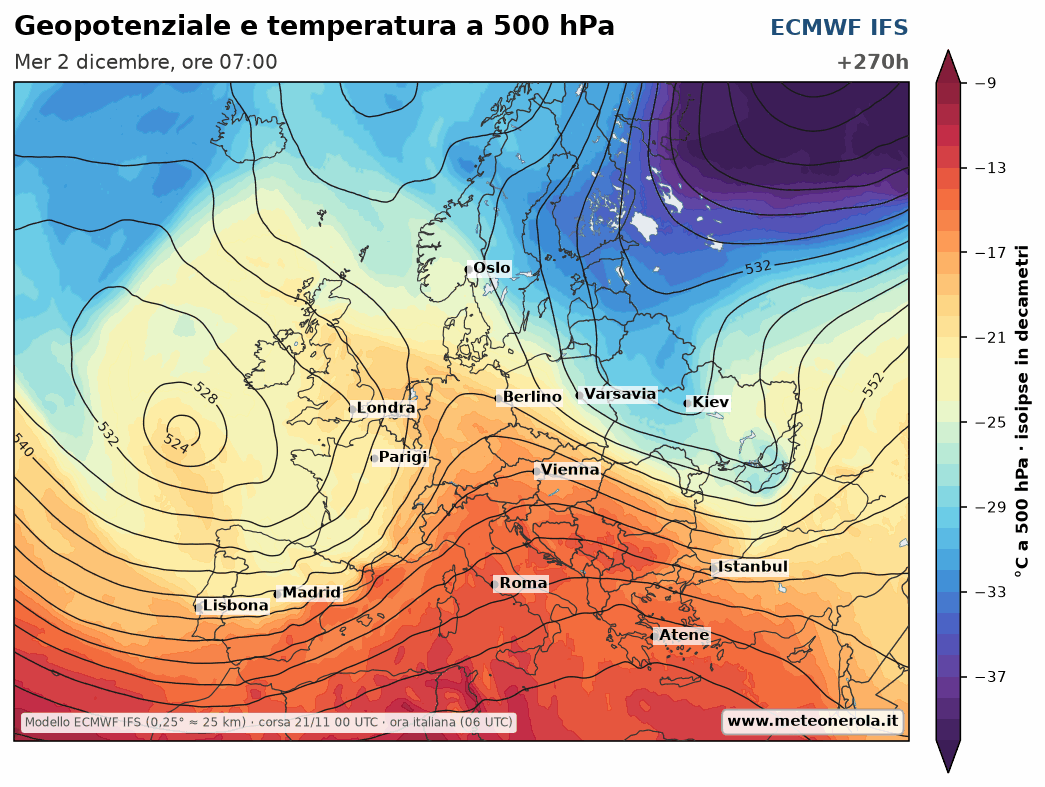 Geopotenziale e temperatura a 500 hPa
ECMWF IFS
Mer 2 dicembre, ore 07:00
+270h
Oslo
532
552
Berlino
Varsavia
Kiev
528
Londra
532
524
540
Parigi
Vienna
Istanbul
Roma
Madrid
Lisbona
Atene
Modello ECMWF IFS (0,25° ≈ 25 km) · corsa 21/11 00 UTC · ora italiana (06 UTC)
www.meteonerola.it
−9
−13
−17
−21
−25
−29
−33
−37
°C a 500 hPa · isoipse in decametri